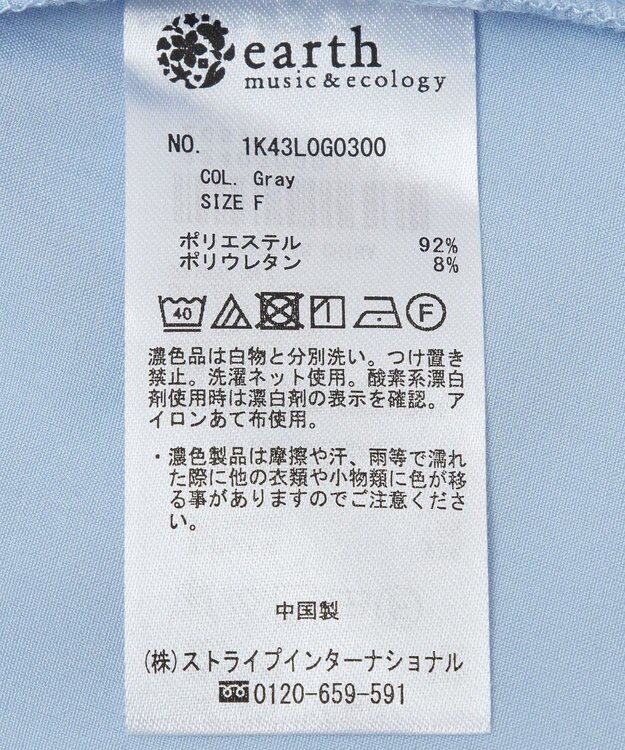 earth
music&ecology
NO. 1K43L0G0300
COL. Gray
SIZE F
ポリエステル 92%
ポリウレタン 8%
40 F
濃色品は白物と分別洗い。つけ置き
禁止。洗濯ネット使用。酸素系漂白
剤使用時は漂白剤の表示を確認。ア
イロンあて布使用。
・濃色製品は摩擦や汗、雨等で濡れ
た際に他の衣類や小物類に色が移
る事がありますのでご注意くださ
い。
中国製
(株)ストライプインターナショナル
0120-659-591